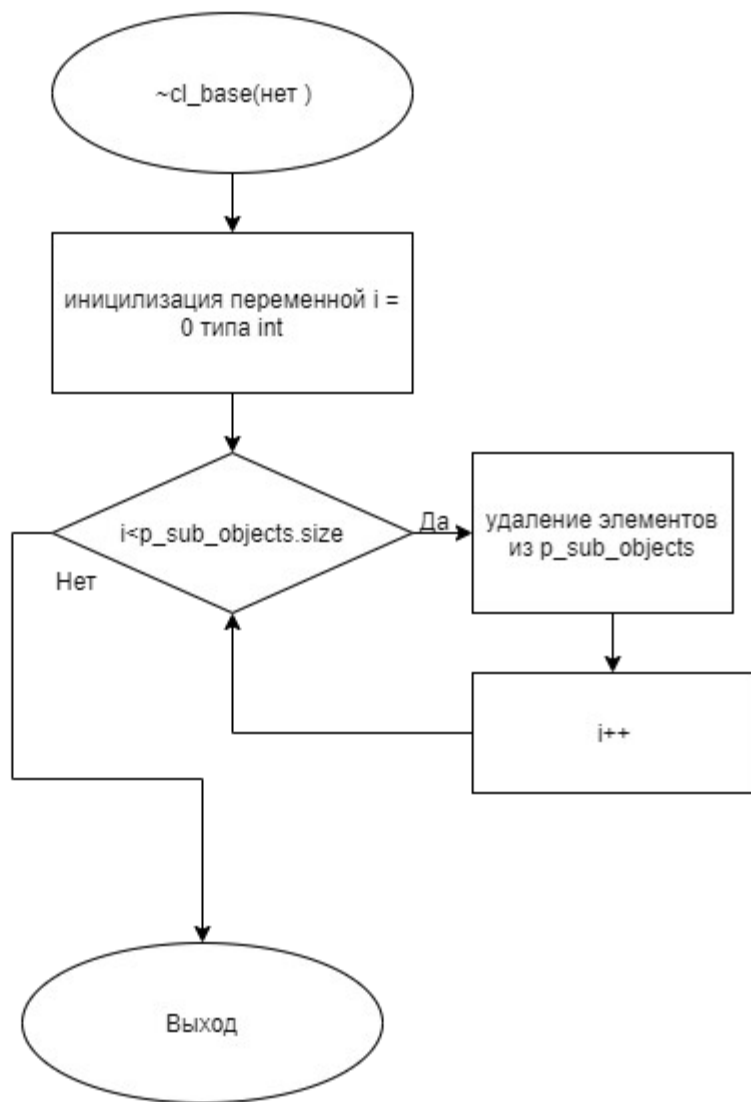 ~cl_base(нет )
иницилизация переменной i =
0 типа int
i<p_sub_objects.size
Да
удаление элементов
из p_sub_objects
Нет
i++
Выход